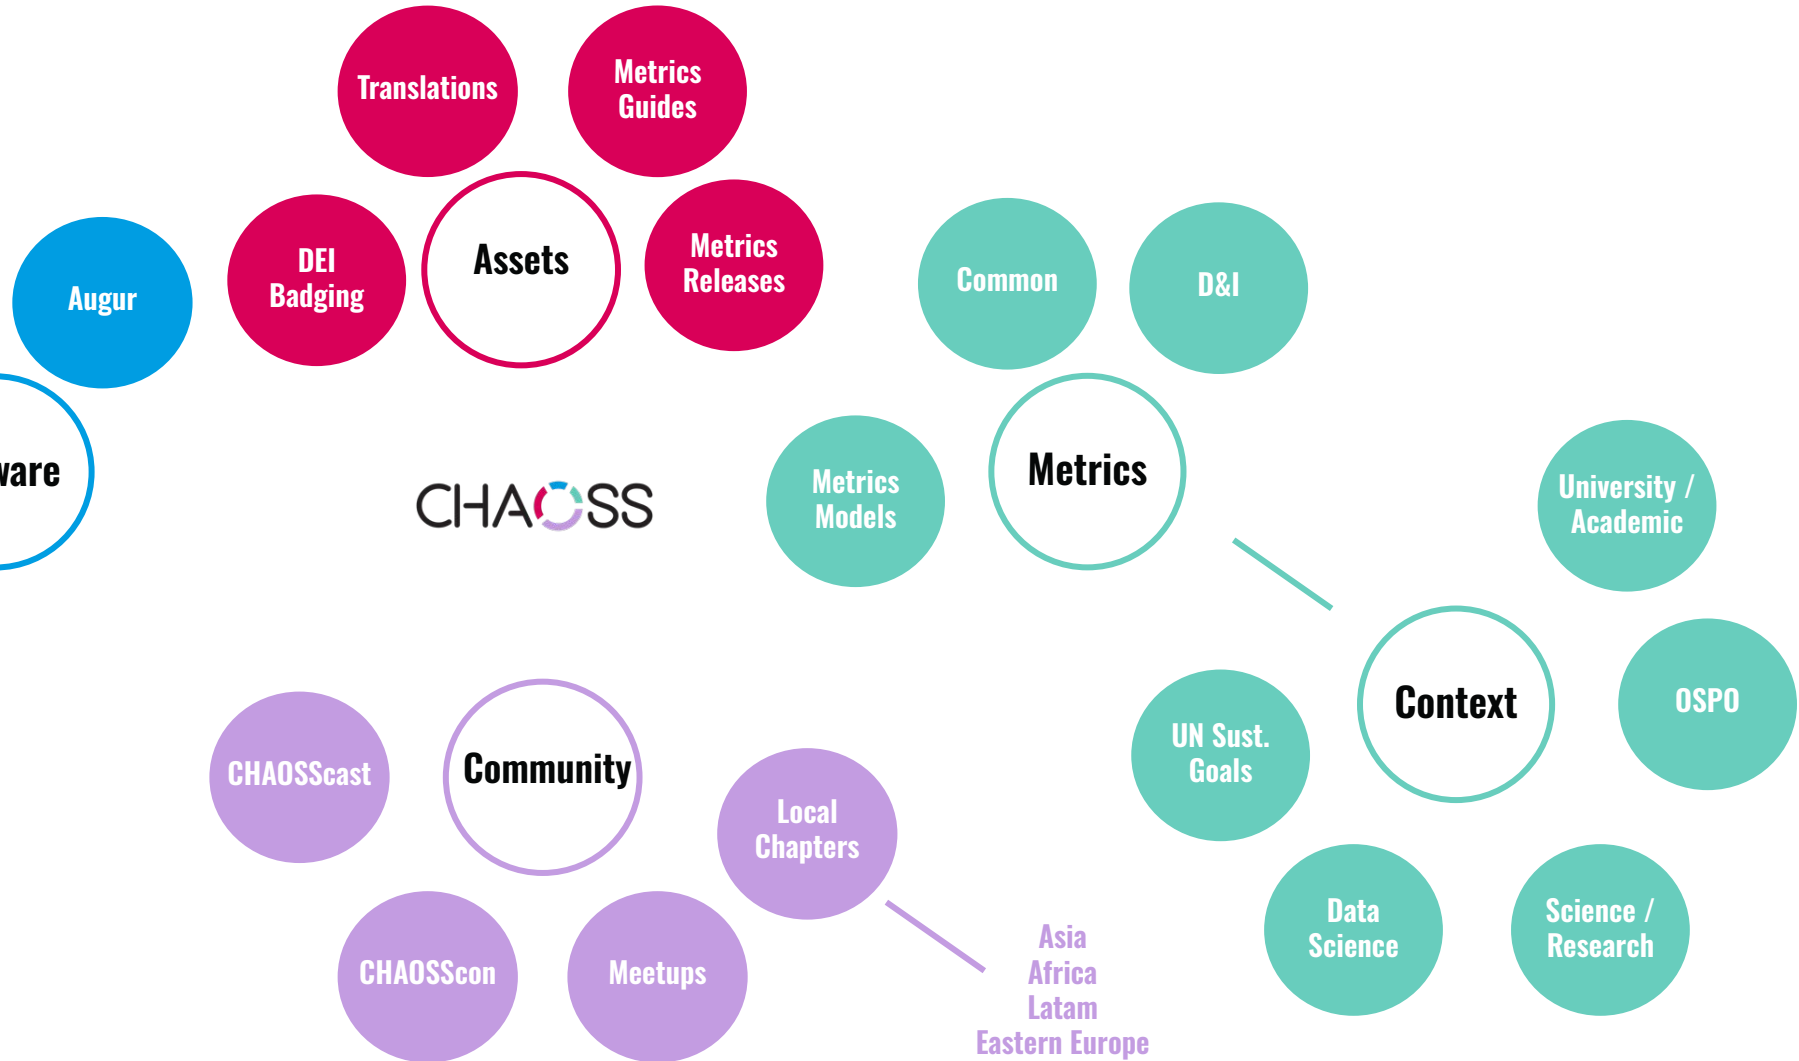 Translations
Metrics
Guides
DEI
Badging
Assets
Metrics
Releases
Augur
ware
CHAOSS
Common
D&I
Metrics
Models
Metrics
University /
Academic
UN Sust.
Goals
Context
OSPO
Data
Science
Science /
Research
CHAOSScast
Community
Local
Chapters
CHAOSScon
Meetups
Asia
Africa
Latam
Eastern Europe